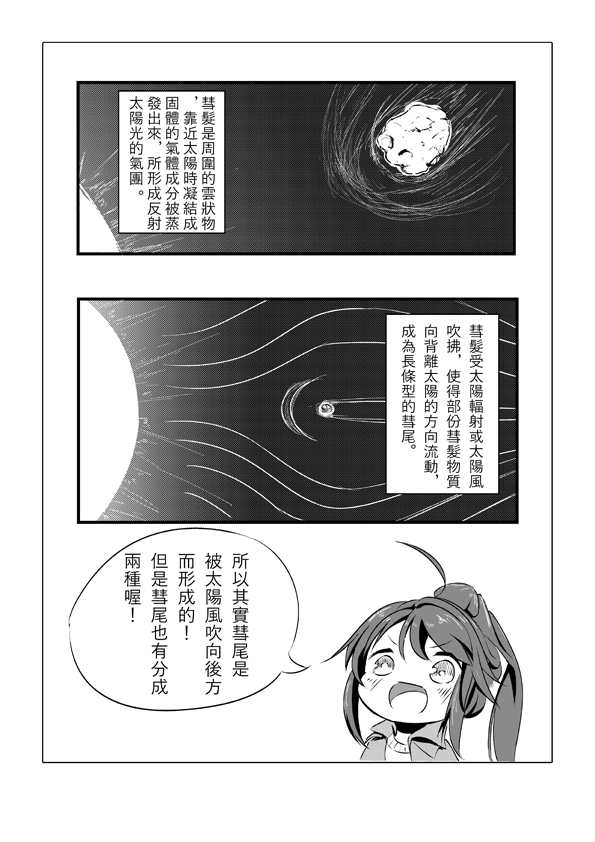 彗髮是周圍的雲狀物
，靠近太陽時凝結成
固體的氣體成分被蒸
發出來，所形成反射
太陽光的氣團。
彗髮受太陽輻射或太陽風
吹拂，使得部份彗髮物質
向背離太陽的方向流動，
成為長條型的彗尾。
所以其實彗尾是
被太陽風吹向後方
而形成的！
但是彗尾也有分成
兩種喔！